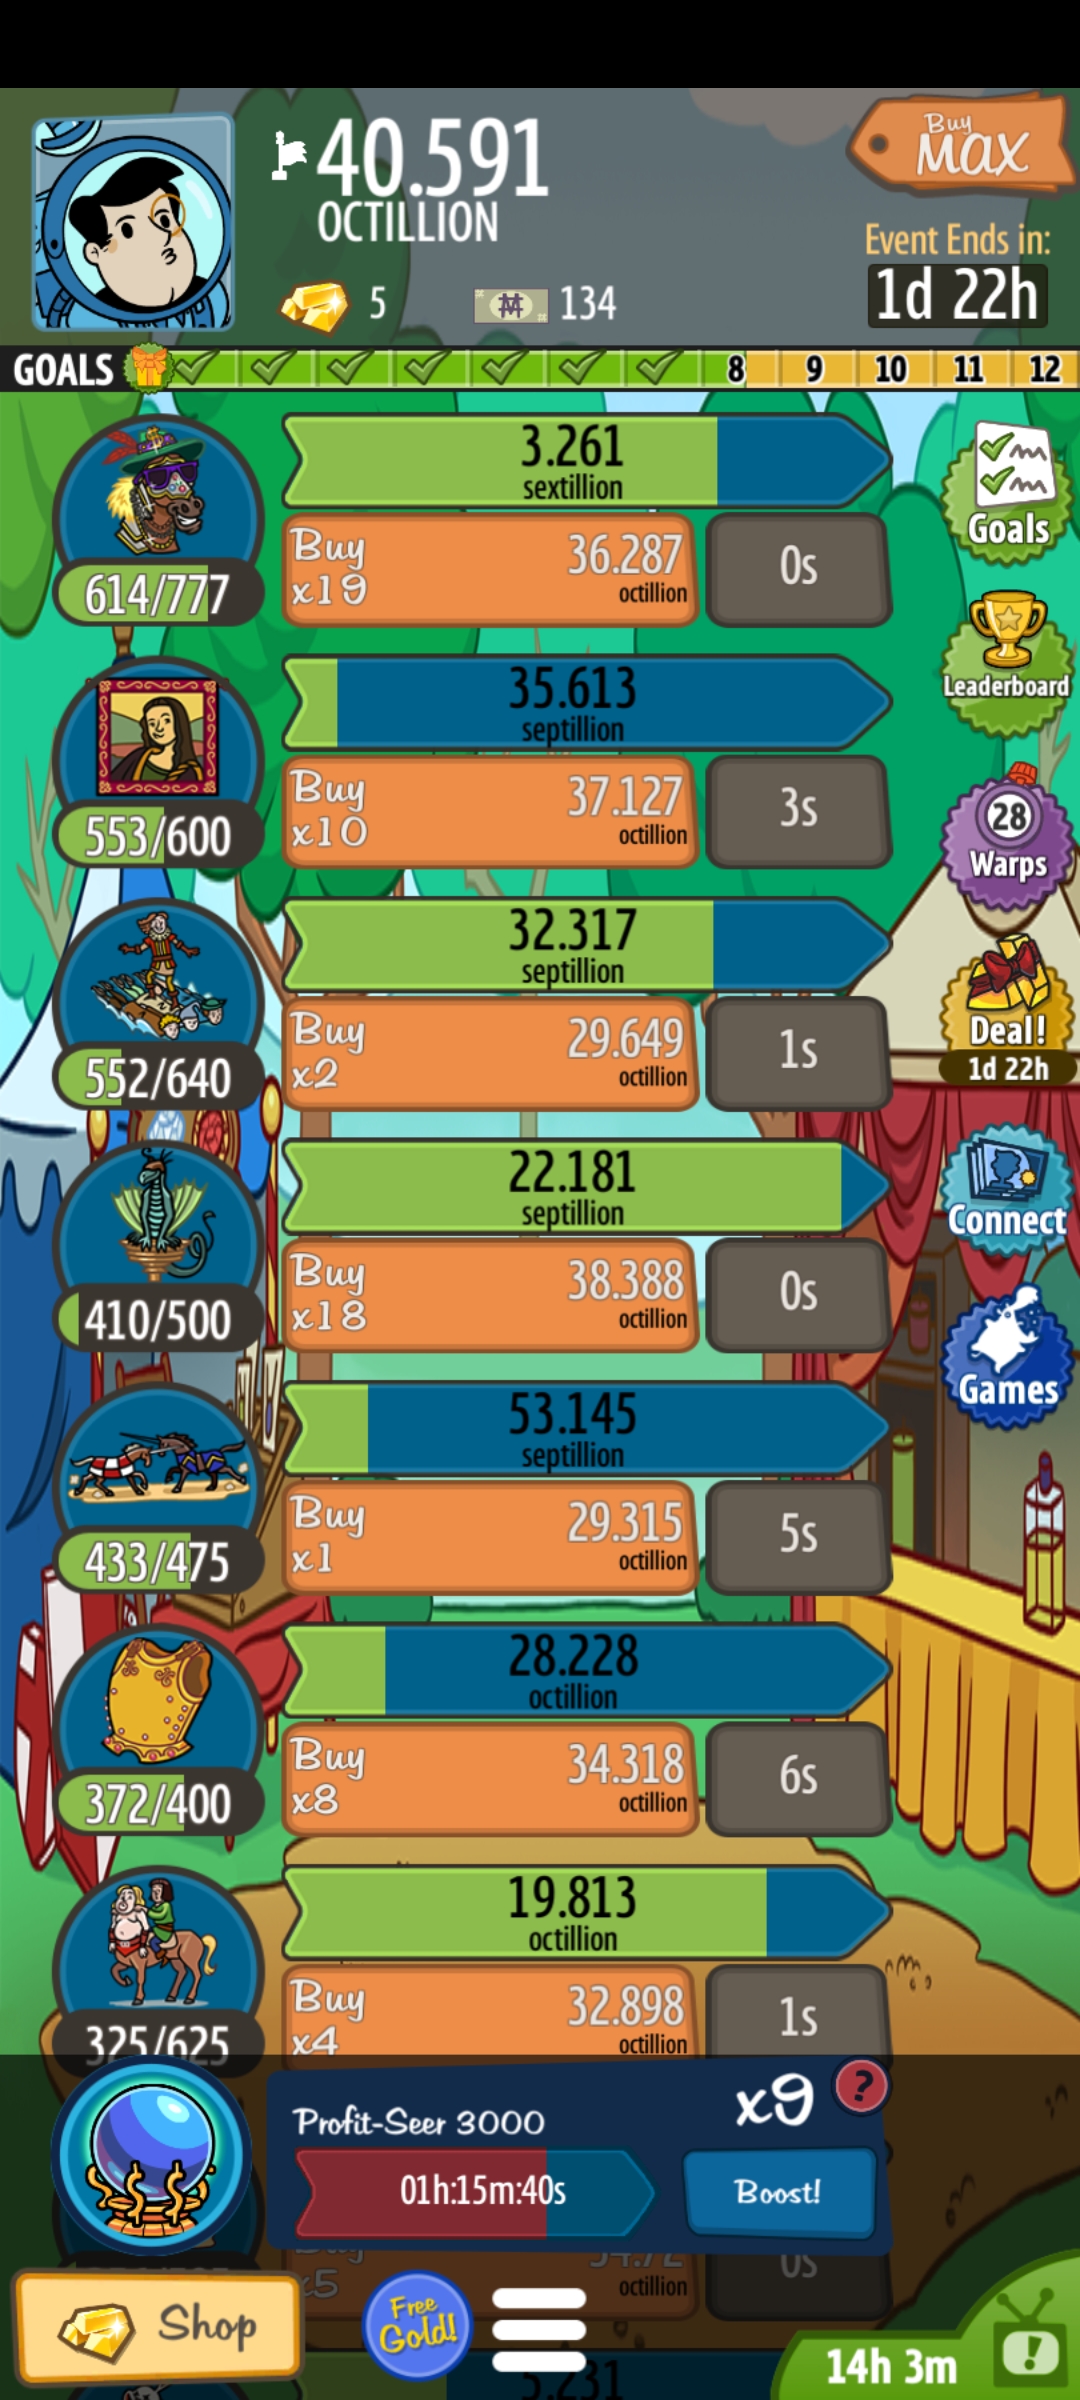 40.591
OCTILLION
5
134
Buy
MAX
Event Ends in:
1d 22h
GOALS
8 9 10 11 12
3.261
sextillion
Buy
x19
36.287
octillion
0s
614/777
Goals
Leaderboard
35.613
septillion
Buy
x10
37.127
octillion
3s
553/600
28
Warps
32.317
septillion
Buy
x2
29.649
octillion
1s
552/640
Deal!
1d 22h
22.181
septillion
Buy
x18
38.388
octillion
0s
410/500
Connect
Games
53.145
septillion
Buy
x1
29.315
octillion
5s
433/475
28.228
octillion
Buy
x8
34.318
octillion
6s
372/400
19.813
octillion
Buy
x4
32.898
octillion
1s
325/625
Profit-Seer 3000
x9
?
01h:15m:40s
Boost!
Buy
x5
octillion
0s
Shop
Free
Gold!
14h 3m
!
5.231